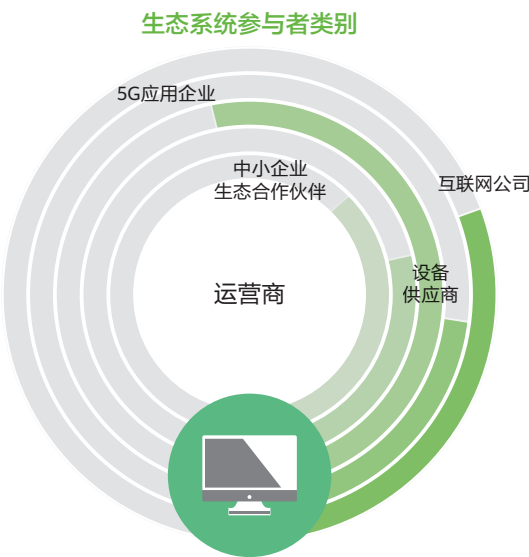 生态系统参与者类别
5G应用企业
中小企业
生态合作伙伴
互联网公司
设备
供应商
运营商